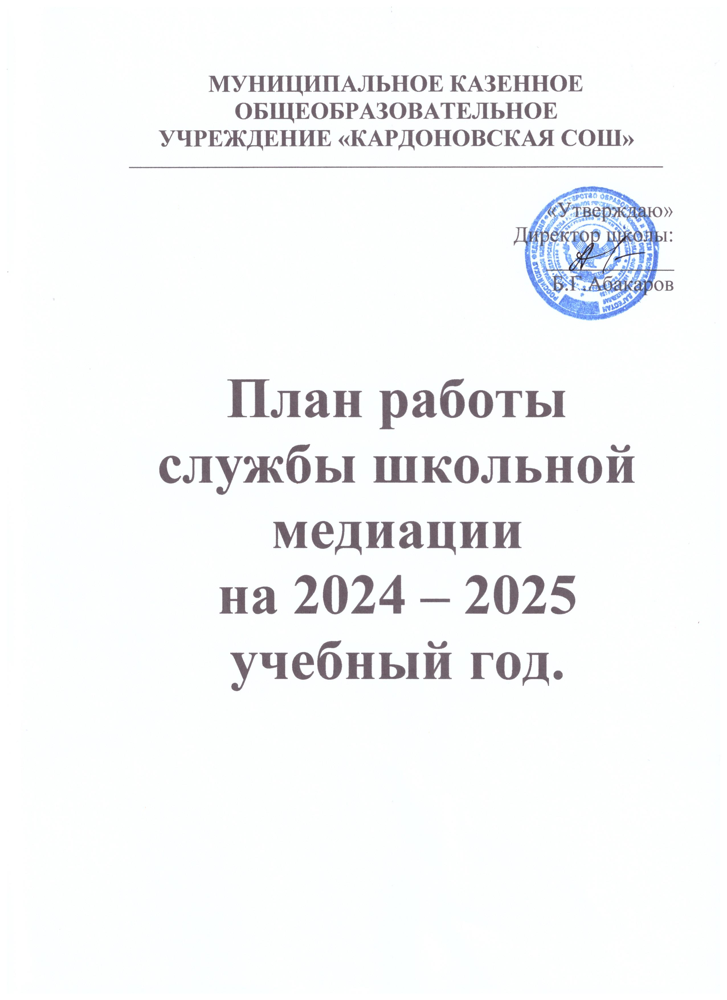 МУНИЦИПАЛЬНОЕ КАЗЕННОЕ
ОБЩЕОБРАЗОВАТЕЛЬНОЕ
УЧРЕЖДЕНИЕ «КАРДОНОВСКАЯ СОШ»
«Утверждаю»
Директор школы:
Б.Г.Абакаров
План работы
службы школьной
медиации
на 2024 – 2025
учебный год.